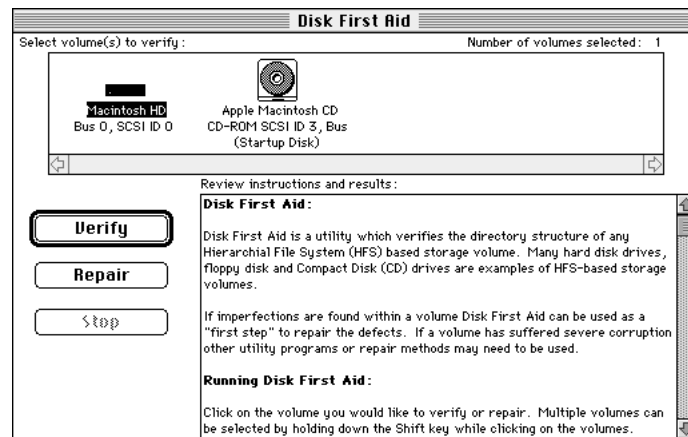 Disk First Aid
Select volume(s) to verify:
Number of volumes selected: 1
Macintosh HD
Bus 0, SCSI ID 0
Apple Macintosh CD
CD-ROM SCSI ID 3, Bus
(Startup Disk)
Review instructions and results:
Verify
Repair
Stop
Disk First Aid:
Disk First Aid is a utility which verifies the directory structure of any
Hierarchial File System (HFS) based storage volume. Many hard disk drives,
floppy disk and Compact Disk (CD) drives are examples of HFS-based storage
volumes.
If imperfections are found within a volume Disk First Aid can be used as a
"first step" to repair the defects. If a volume has suffered severe corruption
other utility programs or repair methods may need to be used.
Running Disk First Aid:
Click on the volume you would like to verify or repair. Multiple volumes can
be selected by holding down the Shift key while clicking on the volumes.